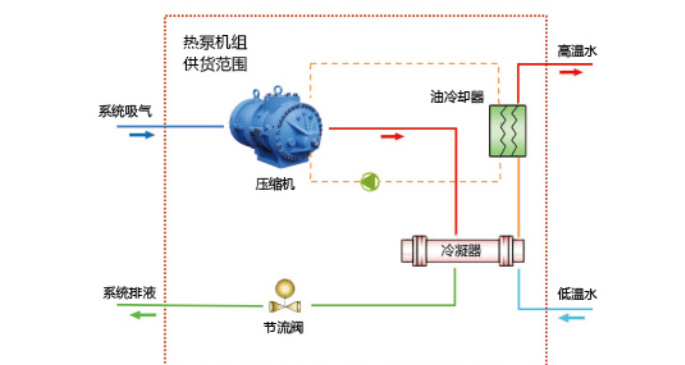 热泵机组
供货范围
高温水
油冷却器
系统吸气
压缩机
冷凝器
系统排液
低温水
节流阀